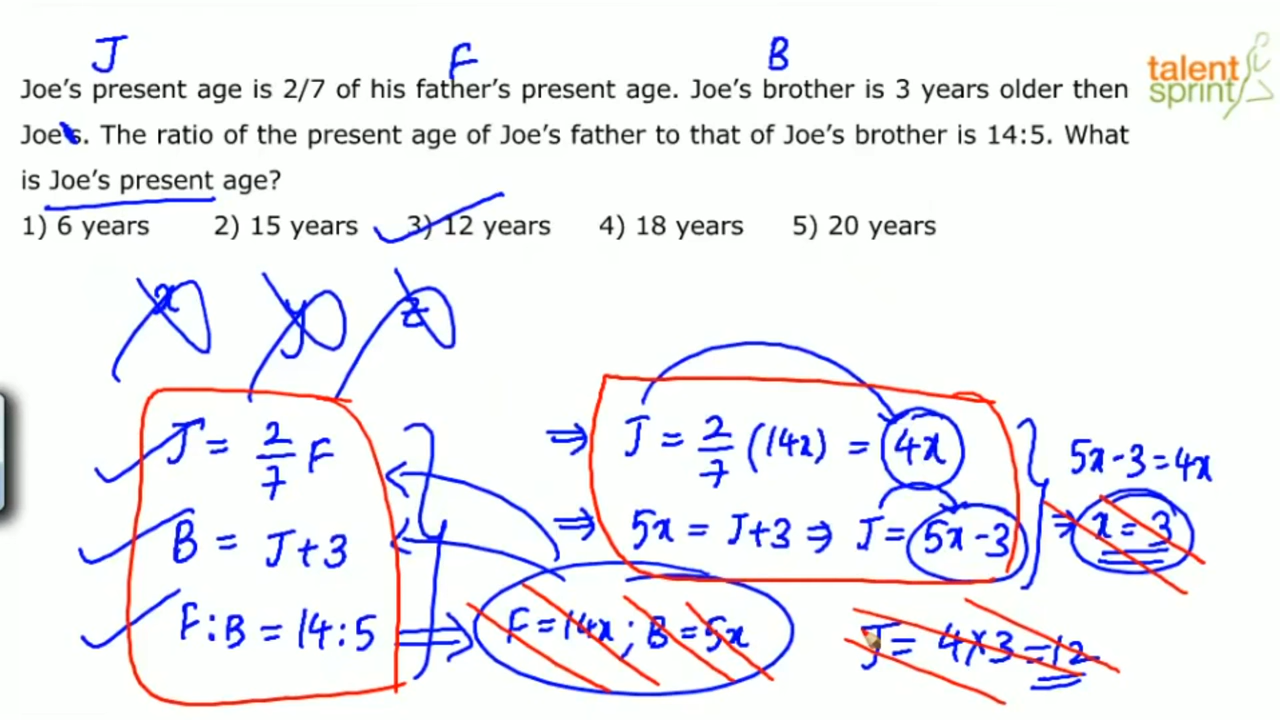 J F B
talent
sprint
Joe's present age is 2/7 of his father's present age. Joe's brother is 3 years older then
Joe's. The ratio of the present age of Joe's father to that of Joe's brother is 14:5. What
is Joe's present age?
1) 6 years 2) 15 years 3) 12 years 4) 18 years 5) 20 years
x y z
J = 2/7 F ⇒ J = 2/7 (14x) = 4x 5x - 3 = 4x
B = J + 3 ⇒ 5x = J + 3 ⇒ J = 5x - 3 ⇒ x = 3
F : B = 14 : 5 ⇒ F = 14x ; B = 5x J = 4 × 3 = 12